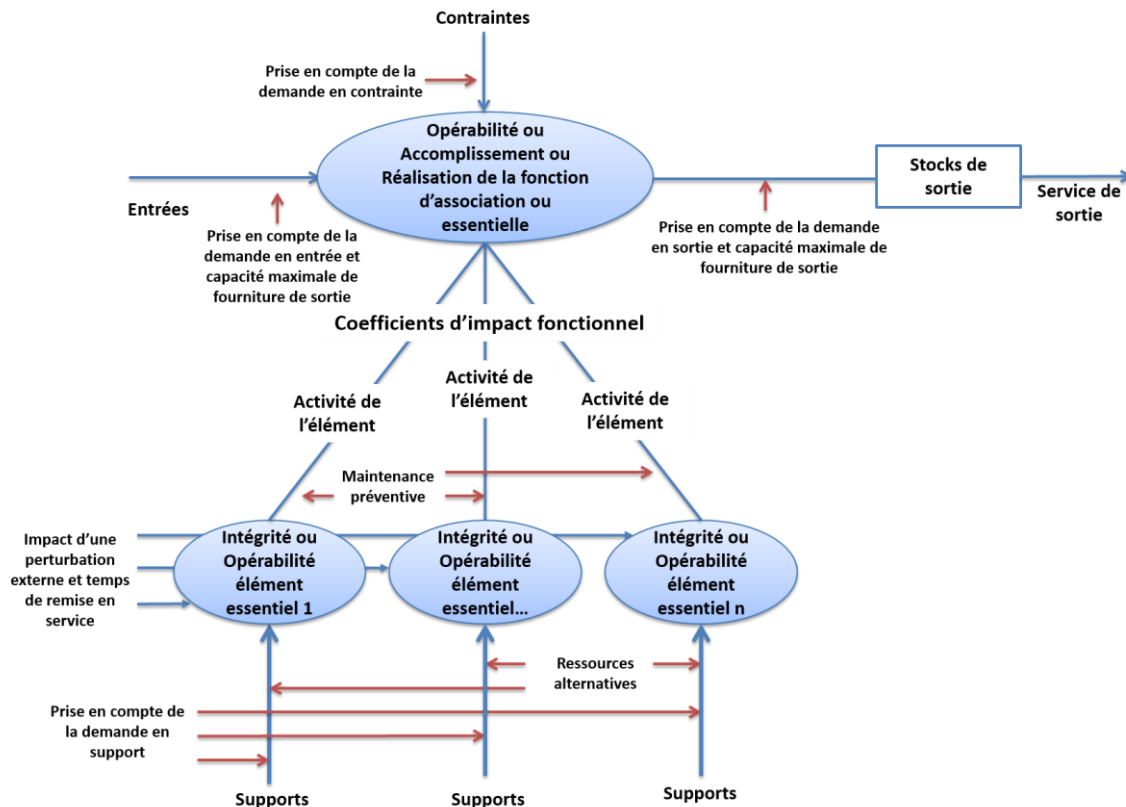 Contraintes
Prise en compte de la
demande en contrainte
Opérabilité ou
Accomplissement ou
Réalisation de la fonction
d’association ou
essentielle
Stocks de
sortie
Entrées
Service de
sortie
Prise en compte de la
demande en entrée et
capacité maximale de
fourniture de sortie
Prise en compte de la demande
en sortie et capacité maximale de
fourniture de sortie
Coefficients d’impact fonctionnel
Activité de
l’élément
Activité de
l’élément
Activité de
l’élément
Maintenance
préventive
Impact d’une
perturbation
externe et temps
de remise en
service
Intégrité ou
Opérabilité
élément
essentiel 1
Intégrité ou
Opérabilité
élément
essentiel…
Intégrité ou
Opérabilité
élément
essentiel n
Ressources
alternatives
Prise en compte de
la demande en
support
Supports
Supports
Supports